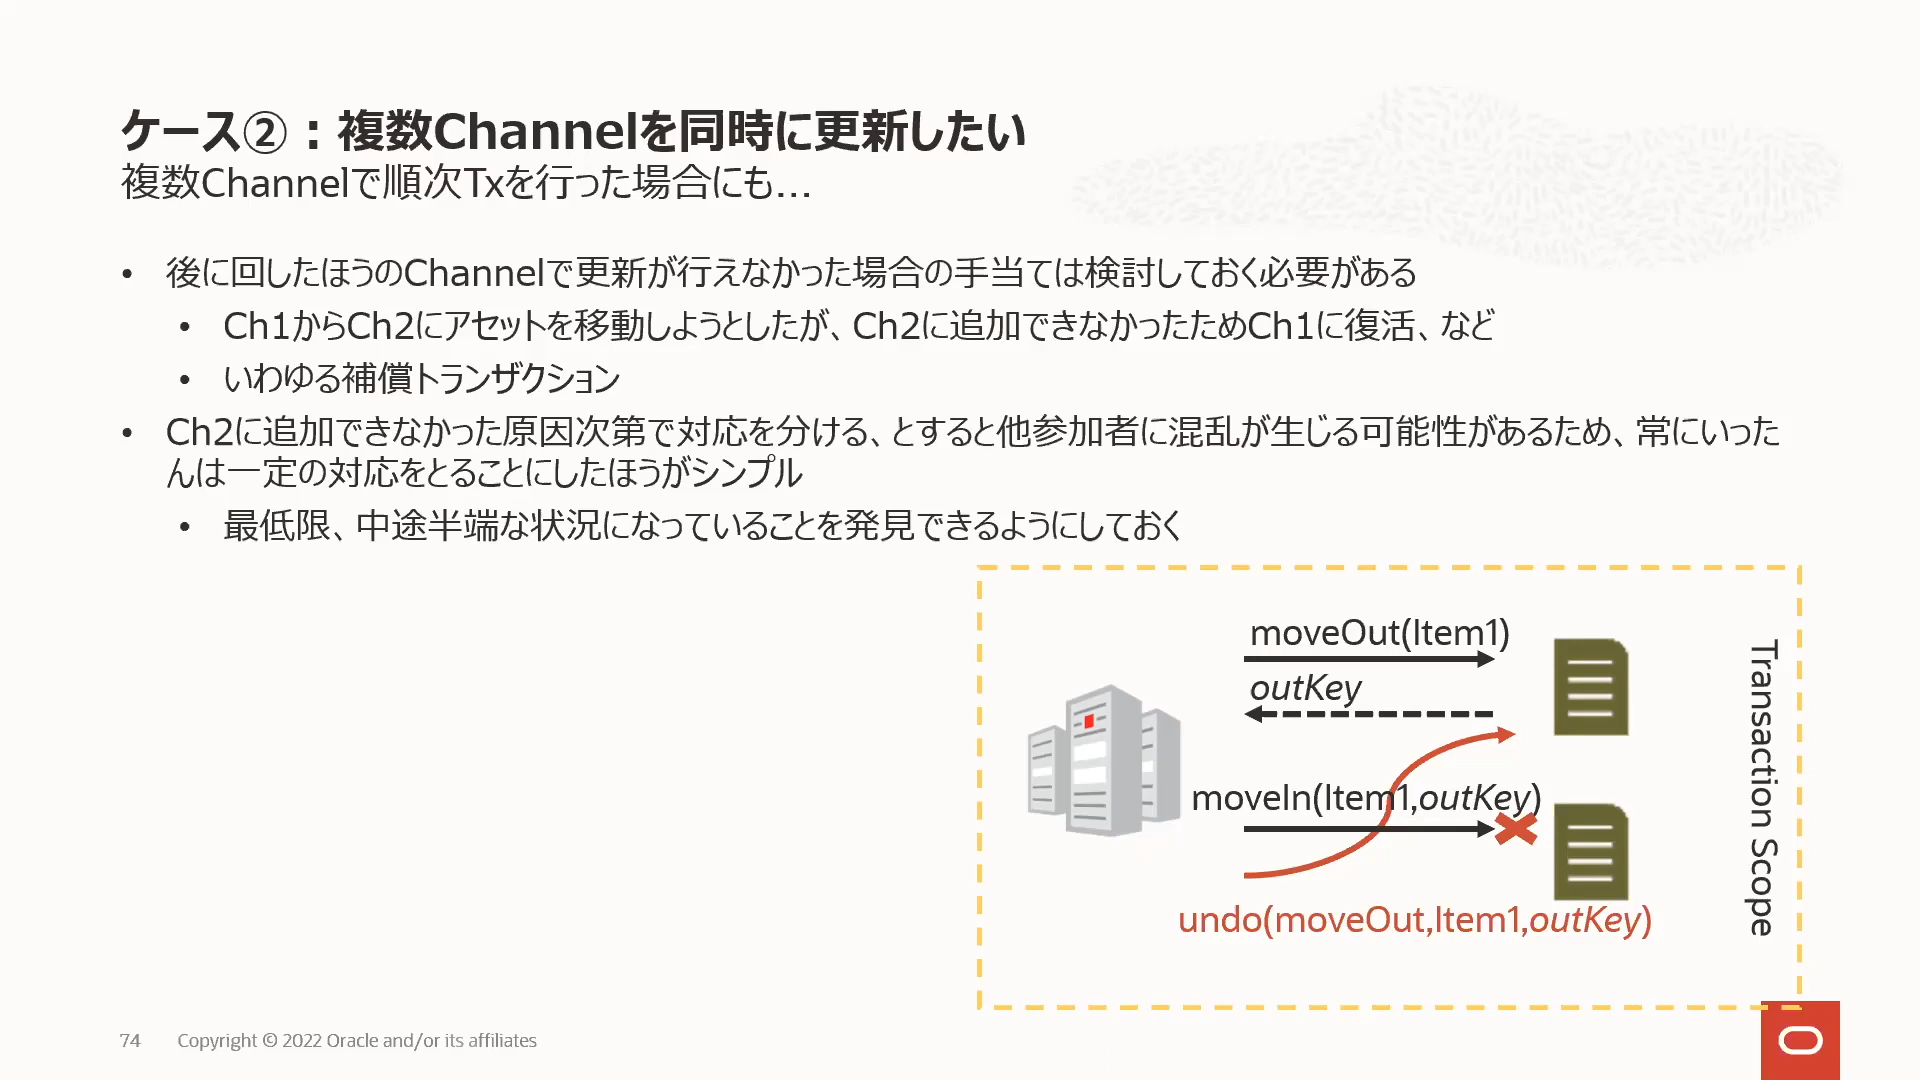 ケース②：複数Channelを同時に更新したい
複数Channelで順次Txを行った場合にも…
• 後に回したほうのChannelで更新が行えなかった場合の手当ては検討しておく必要がある
• Ch1からCh2にアセットを移動しようとしたが、Ch2に追加できなかったためCh1に復活、など
• いわゆる補償トランザクション
• Ch2に追加できなかった原因次第で対応を分ける、とすると他参加者に混乱が生じる可能性があるため、常にいった
んは一定の対応をとることにしたほうがシンプル
• 最低限、中途半端な状況になっていることを発見できるようにしておく
moveOut(Item1)
outKey
moveIn(Item1,outKey)
undo(moveOut,Item1,outKey)
Transaction Scope
74 Copyright © 2022 Oracle and/or its affiliates